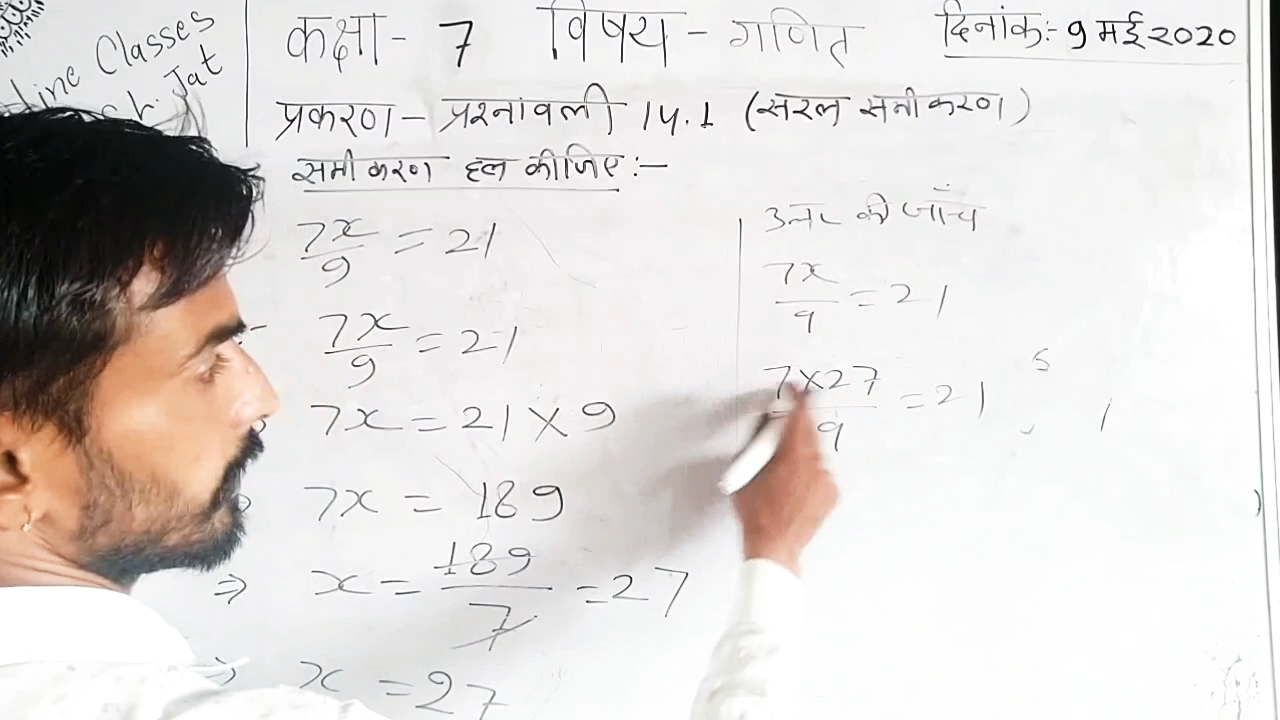 Classes
Jat
कक्षा - 7 विषय - गणित
दिनांक:- 9 मई 2020
प्रकरण - प्रश्नावली 14.1 (सरल समीकरण)
समीकरण हल कीजिए :-
7x/9 = 21
7x/9 = 21
7x = 21 × 9
7x = 189
⇒ x = 189/7 = 27
⇒ x = 27
उत्तर की जाँच
7x/9 = 21
7×27/9 = 21